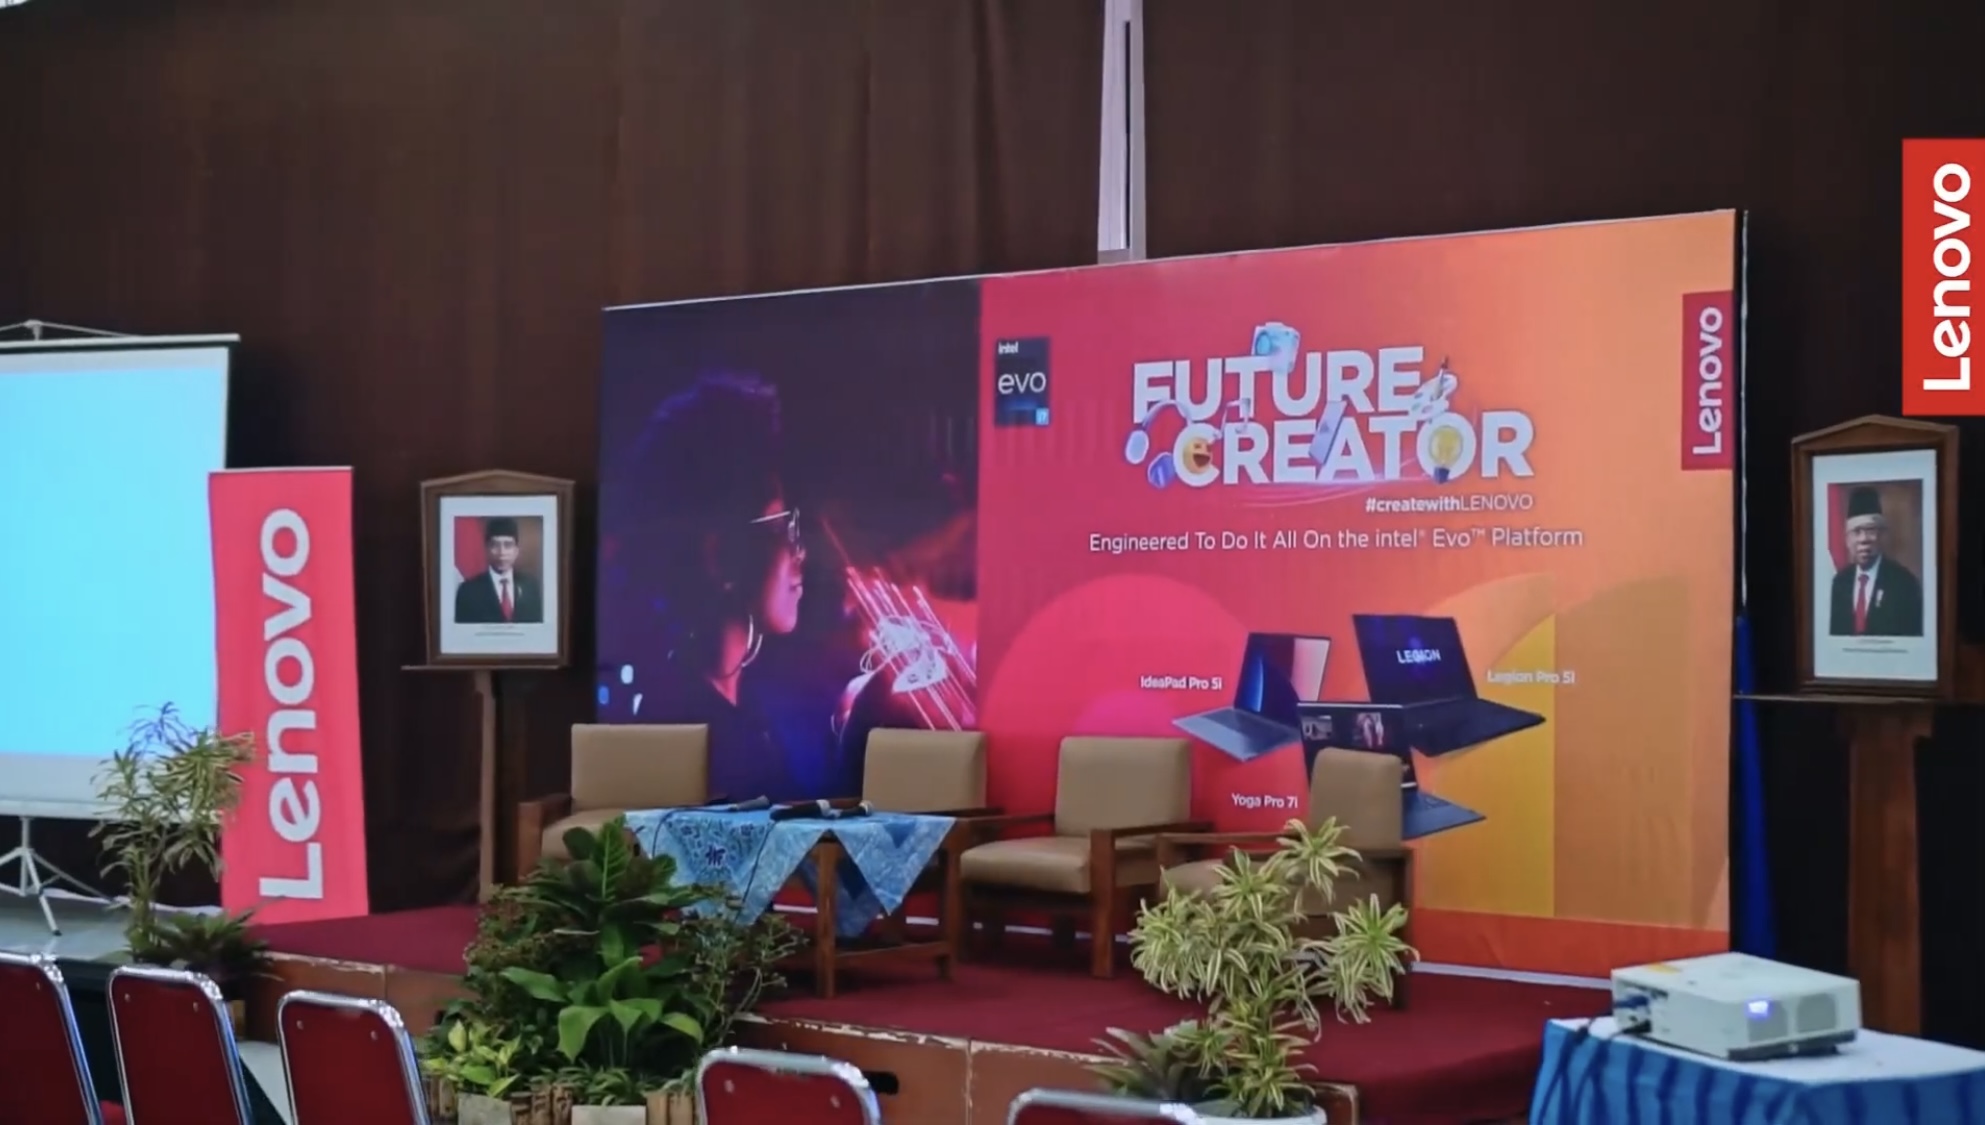 Lenovo
intel
evo
i7
FUTURE
CREATOR
#createwithLENOVO
Engineered To Do It All On the intel® Evo™ Platform
Lenovo
IdeaPad Pro 5i
LEGION
Legion Pro 5i
Yoga Pro 7i
Lenovo